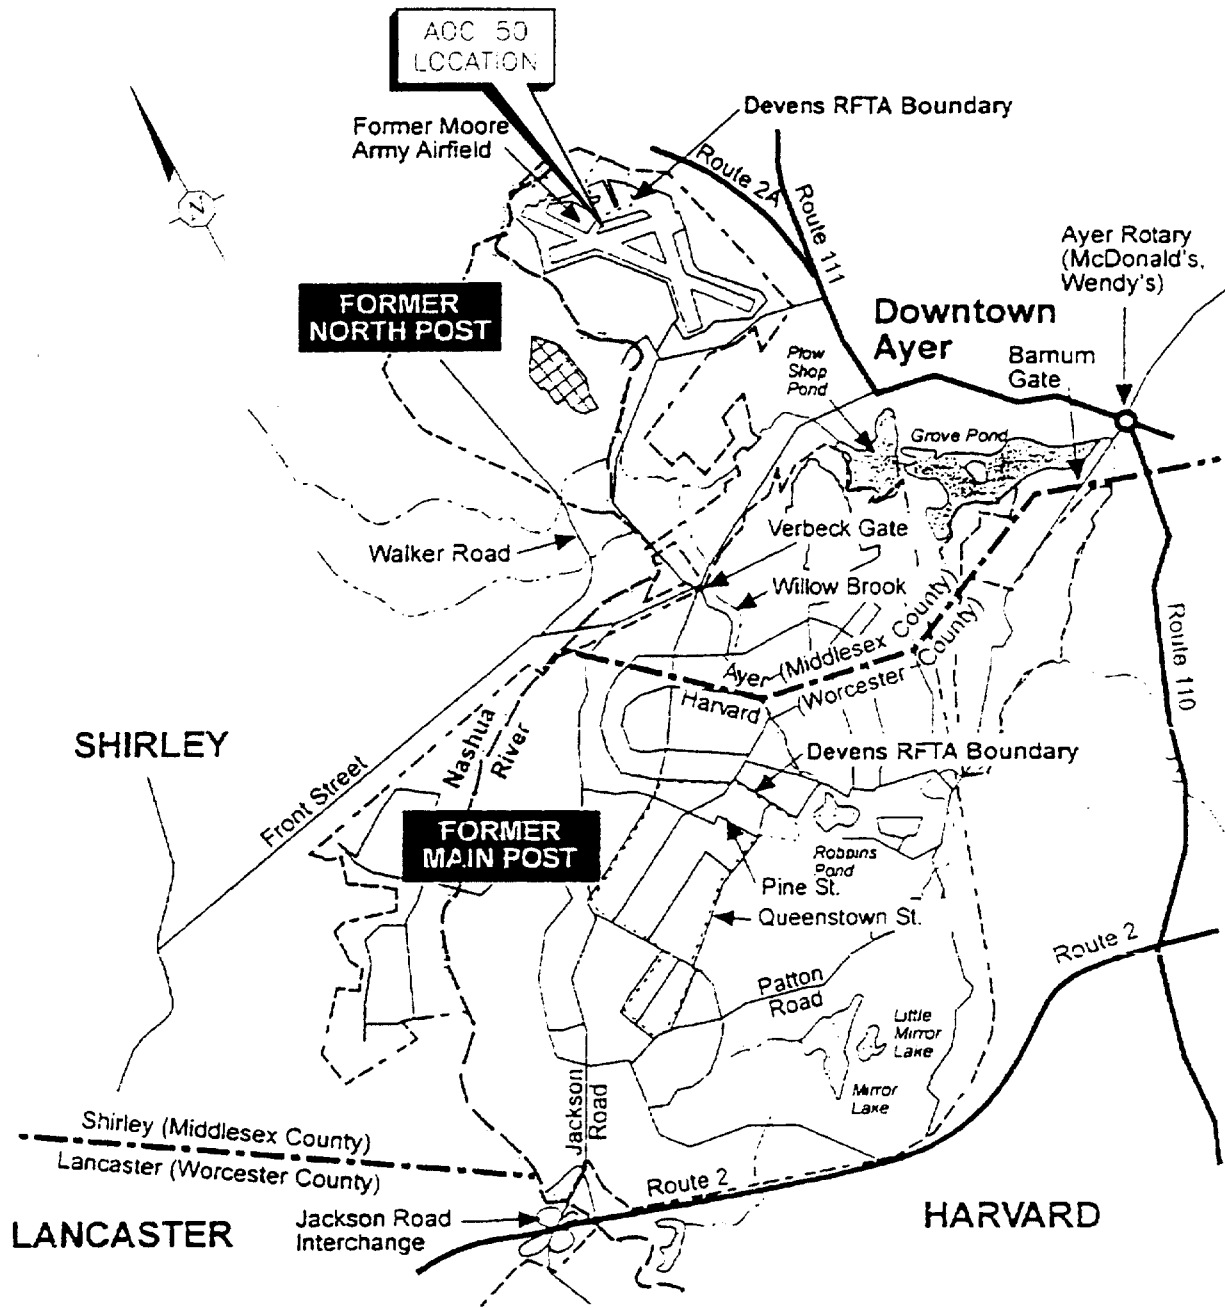 AOC 50
LOCATION
Devens RFTA Boundary
Former Moore
Army Airfield
Route 2A
Route 111
Ayer Rotary
(McDonald's,
Wendy's)
N
FORMER
NORTH POST
Downtown
Ayer
Plow
Shop
Pond
Barnum
Gate
Grove Pond
Verbeck Gate
Walker Road
Willow Brook
Ayer (Middlesex County)
Harvard (Worcester County)
Route 110
Nashua
River
SHIRLEY
Devens RFTA Boundary
Front Street
FORMER
MAIN POST
Robbins
Pond
Pine St.
Queenstown St.
Route 2
Patton
Road
Little
Mirror
Lake
Mirror
Lake
Jackson
Road
Shirley (Middlesex County)
Lancaster (Worcester County)
Route 2
LANCASTER
Jackson Road
Interchange
HARVARD